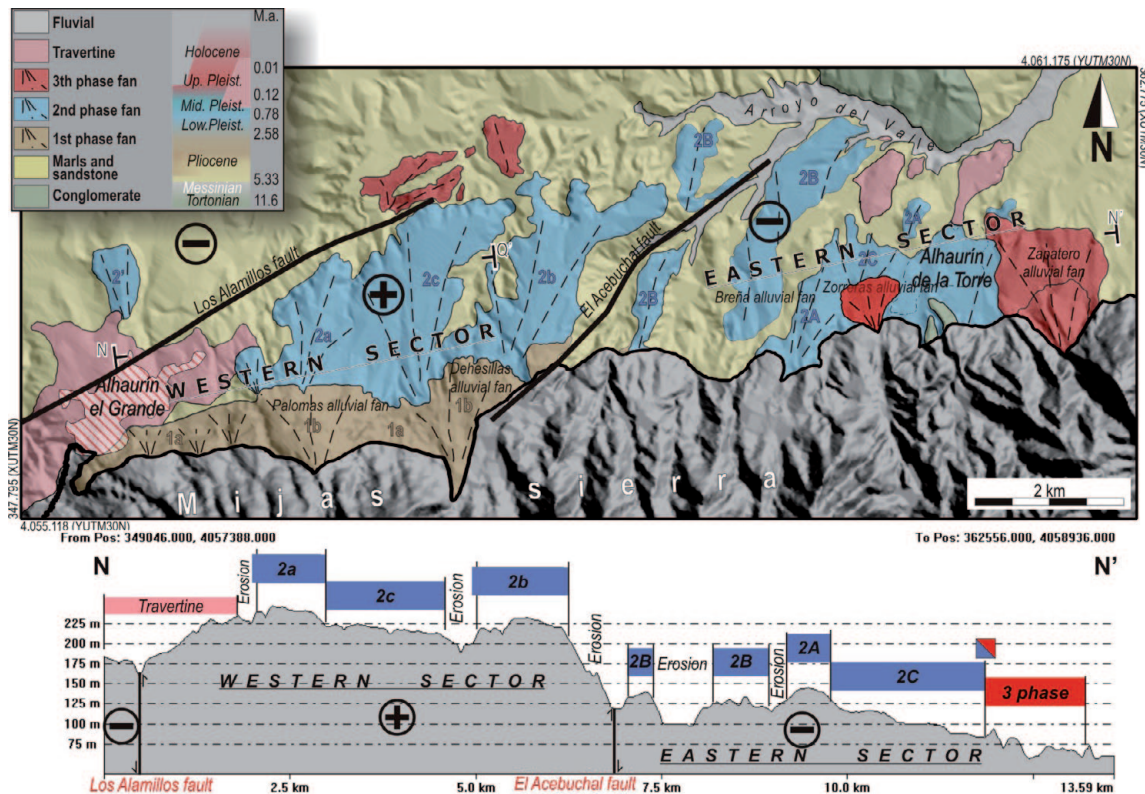 M.a.
Fluvial
Travertine
Holocene
0.01
3th phase fan
Up. Pleist.
0.12
2nd phase fan
Mid. Pleist.
0.78
Low.Pleist.
2.58
1st phase fan
Pliocene
Marls and
sandstone
5.33
Messinian
Conglomerate
Tortonian
11.6
4.061.175 (YUTM30N)
N
Arroyo del Valle
2B
2B
2'
Los Alamillos fault
2c
Q'
2b
El Acebuchal fault
2B
2A
N'
EASTERN SECTOR
2C
Alhaurin
de la Torre
Zapatero
alluvial fan
Breña alluvial fan
Zorreras alluvial fan
2A
2a
N
WESTERN SECTOR
Alhaurin
el Grande
Dehesillas
alluvial fan
Palomas alluvial fan
1b
1b
1a
1a
Mijas sierra
2 km
347.795 (XUTM30N)
4.055.118 (YUTM30N)
From Pos: 349046.000, 4057388.000
To Pos: 362556.000, 4058936.000
N
N'
Travertine
Erosion
2a
2c
Erosion
2b
Erosion
2B
Erosion
2B
Erosion
2A
2C
3 phase
225 m
200 m
175 m
150 m
125 m
100 m
75 m
WESTERN SECTOR
EASTERN SECTOR
Los Alamillos fault
2.5 km
5.0 km
El Acebuchal fault
7.5 km
10.0 km
13.59 km